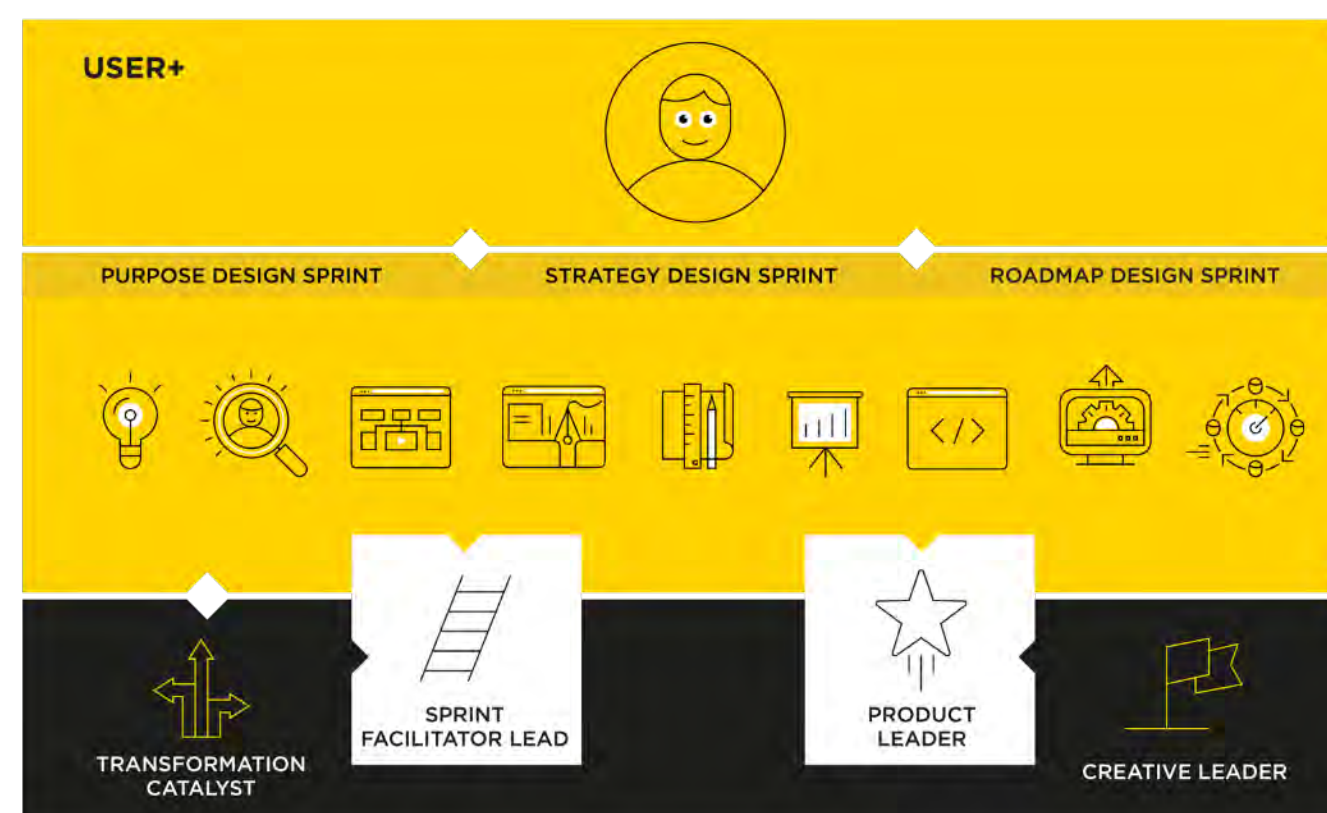 USER+
PURPOSE DESIGN SPRINT
STRATEGY DESIGN SPRINT
ROADMAP DESIGN SPRINT
</>
SPRINT
FACILITATOR LEAD
PRODUCT
LEADER
TRANSFORMATION
CATALYST
CREATIVE LEADER